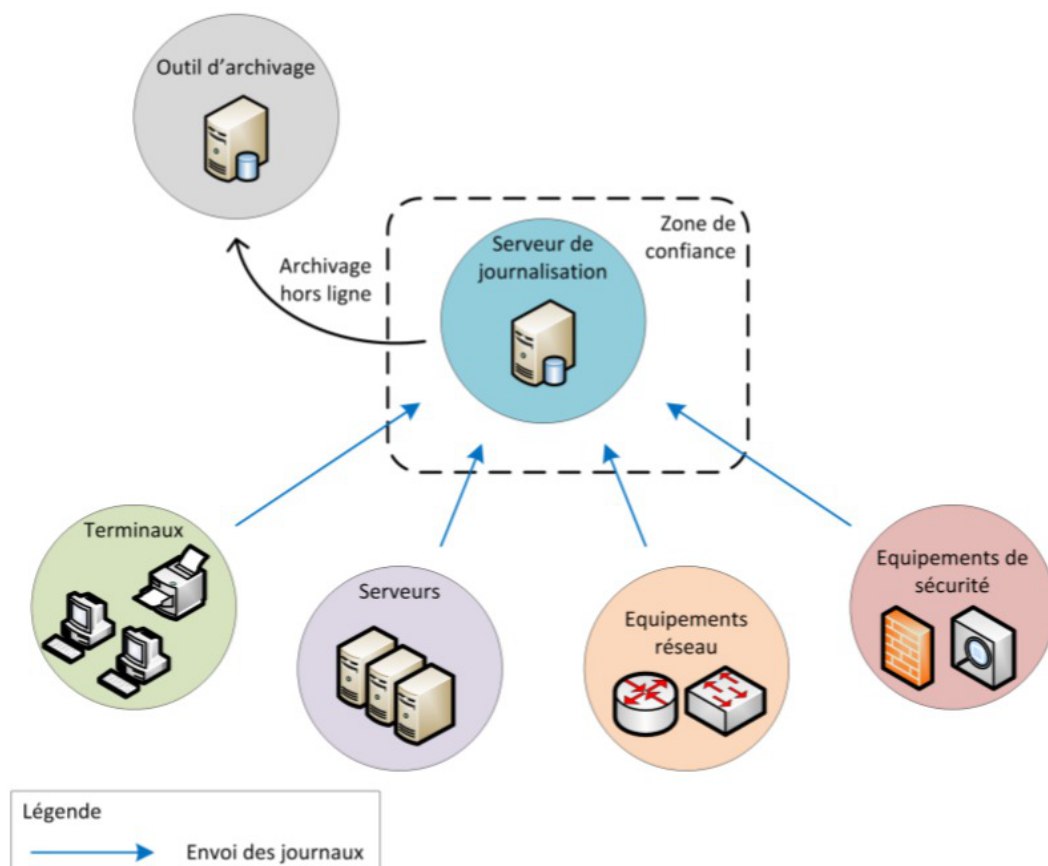 Outil d'archivage
Zone de
confiance
Serveur de
journalisation
Archivage
hors ligne
Terminaux
Serveurs
Equipements
réseau
Equipements de
sécurité
Légende
Envoi des journaux